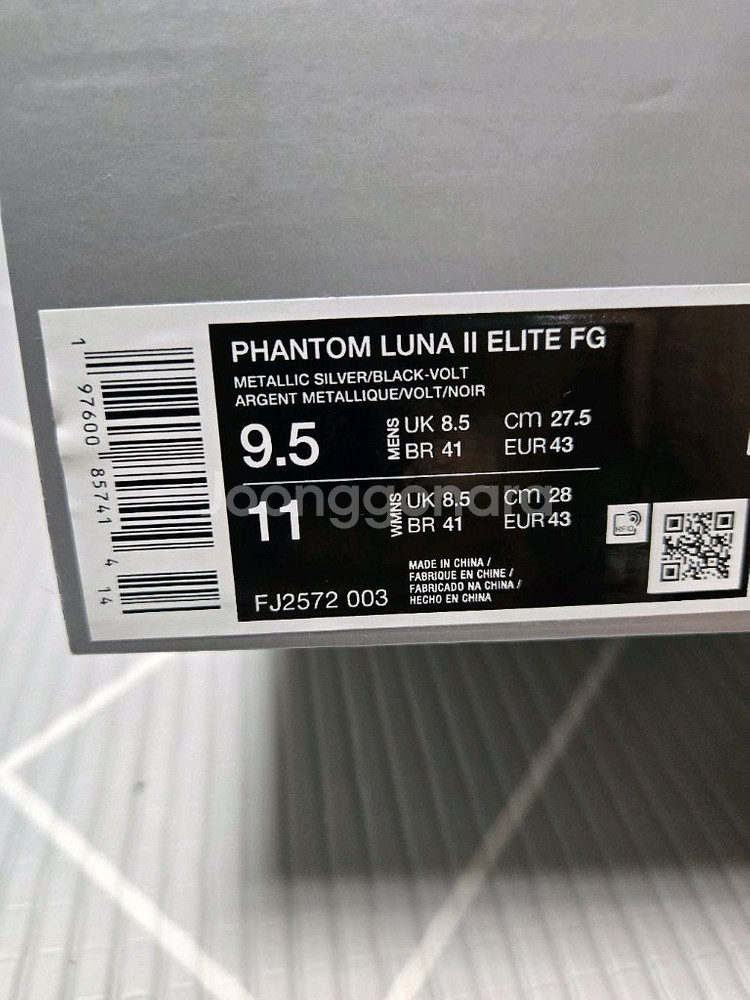 PHANTOM LUNA II ELITE FG
METALLIC SILVER/BLACK-VOLT
ARGENT METALLIQUE/VOLT/NOIR
9.5 MENS UK 8.5 cm 27.5
BR 41 EUR 43
11 WMNS UK 8.5 cm 28
BR 41 EUR 43
Joonggonara
RFID
MADE IN CHINA /
FABRIQUE EN CHINE /
FABRICADO NA CHINA /
HECHO EN CHINA
FJ2572 003
1 97600 85741 4 14